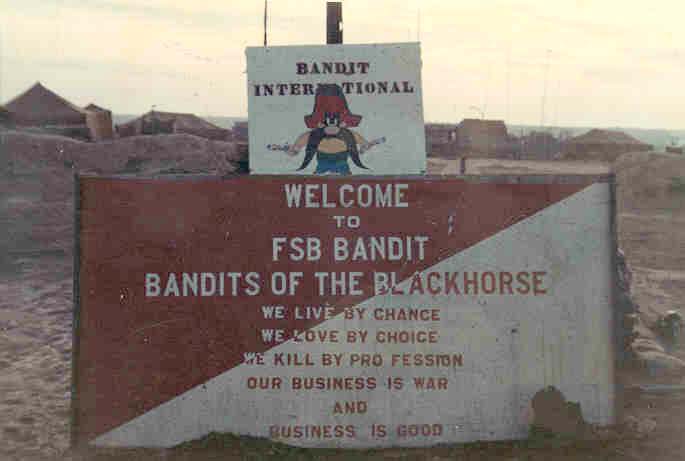 BANDIT
INTERNATIONAL
WELCOME
TO
FSB BANDIT
BANDITS OF THE BLACKHORSE
WE LIVE BY CHANCE
WE LOVE BY CHOICE
WE KILL BY PRO FESSION
OUR BUSINESS IS WAR
AND
BUSINESS IS GOOD